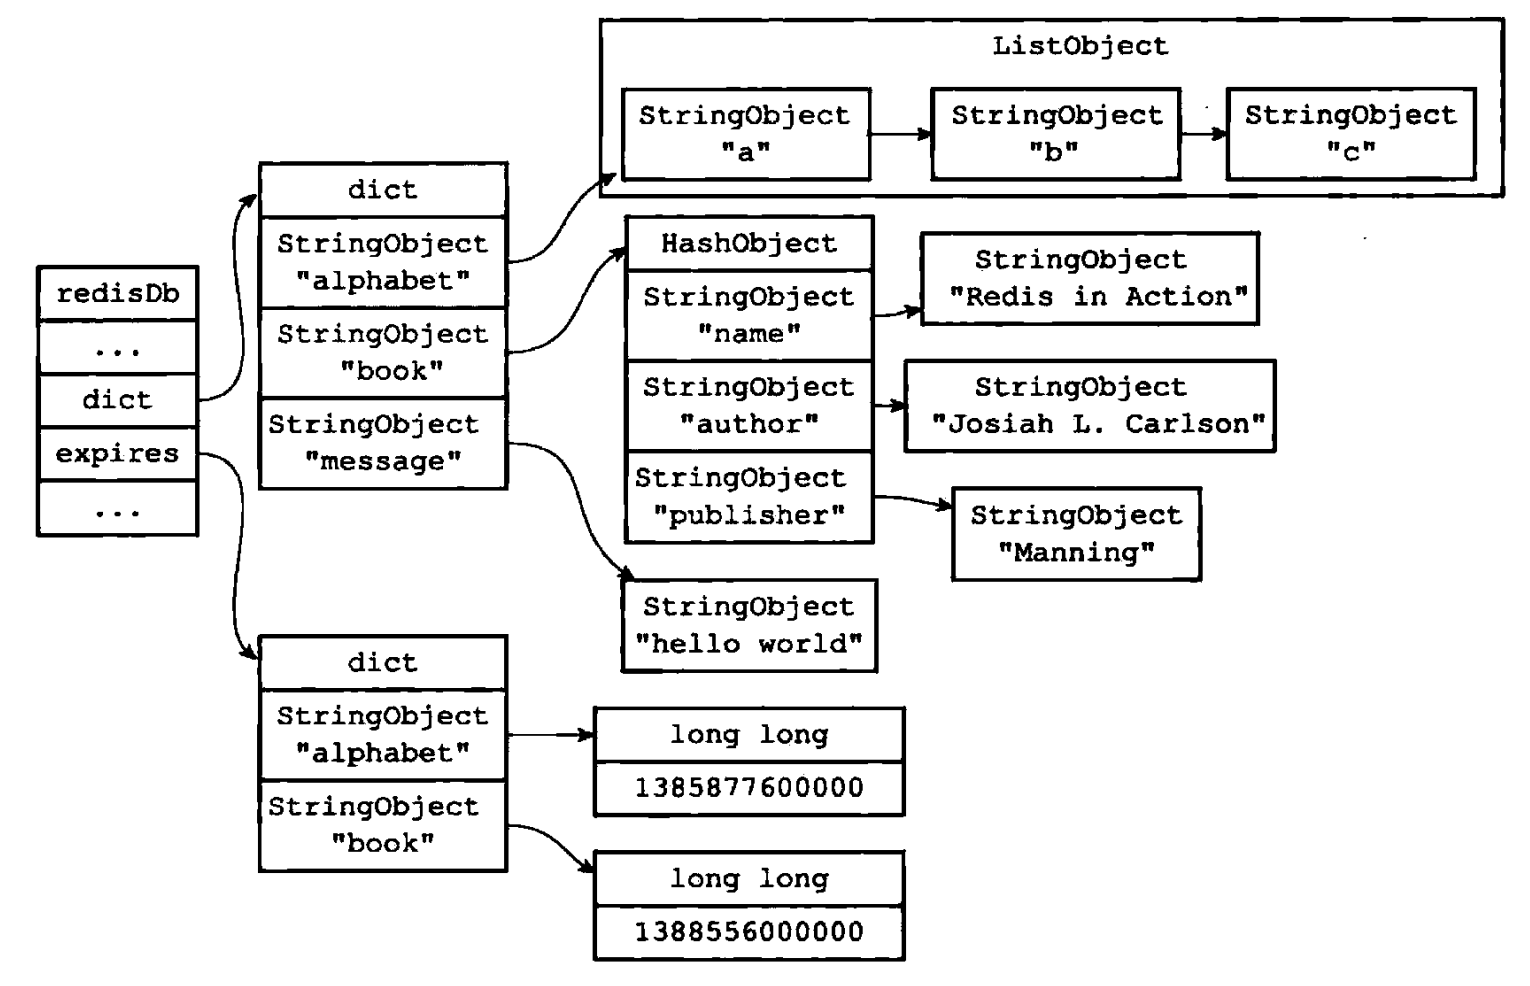 ListObject
StringObject
"a"
StringObject
"b"
StringObject
"c"
dict
StringObject
"alphabet"
StringObject
"book"
StringObject
"message"
redisDb
...
dict
expires
...
HashObject
StringObject
"name"
StringObject
"author"
StringObject
"publisher"
StringObject
"Redis in Action"
StringObject
"Josiah L. Carlson"
StringObject
"Manning"
StringObject
"hello world"
dict
StringObject
"alphabet"
StringObject
"book"
long long
1385877600000
long long
1388556000000